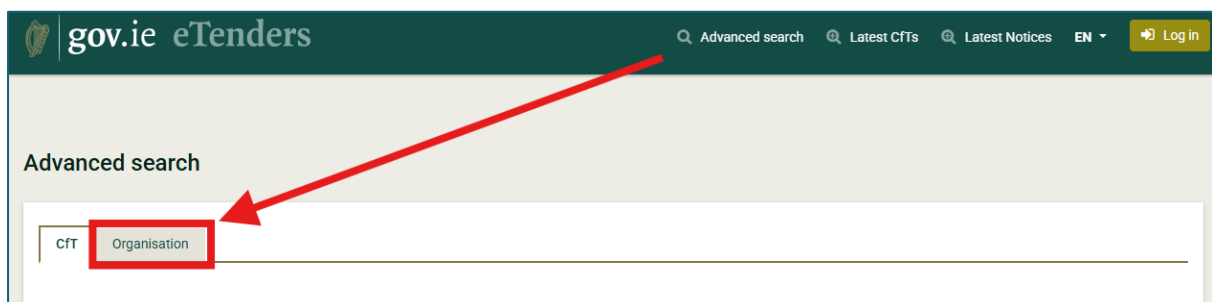 gov.ie eTenders
Advanced search Latest CfTs Latest Notices EN Log in
Advanced search
CfT Organisation